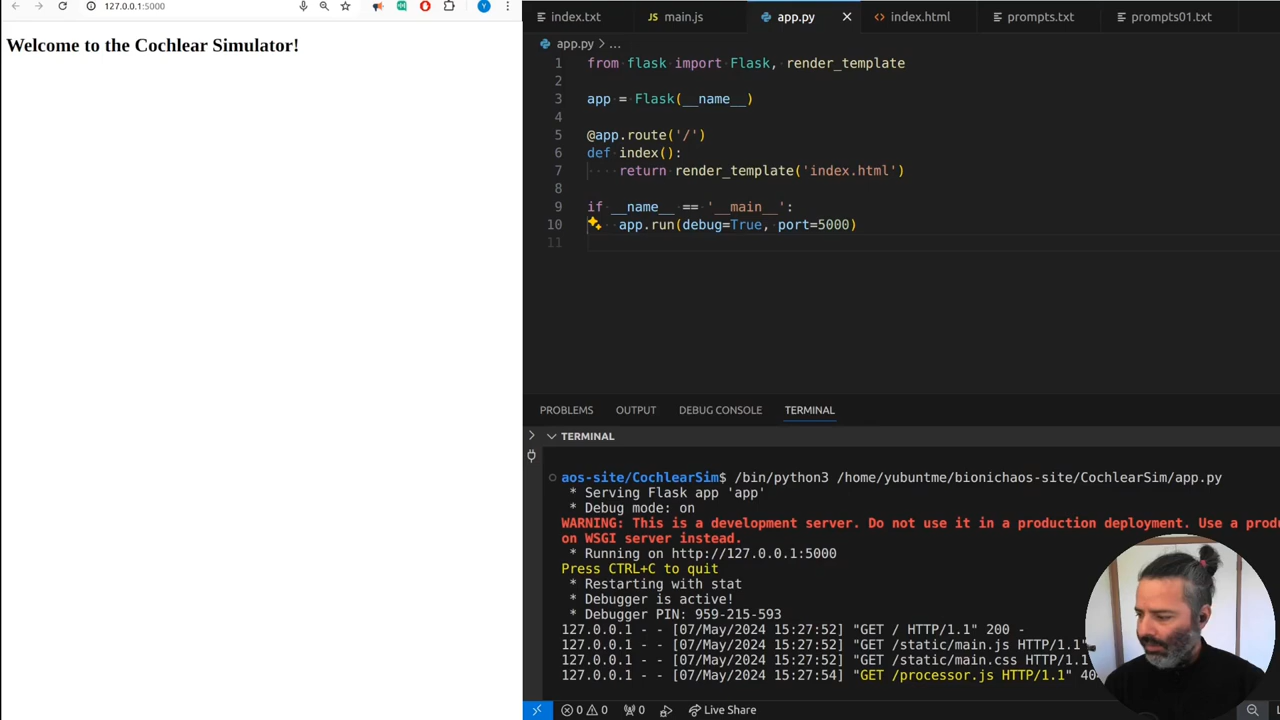 127.0.0.1:5000
Y
Welcome to the Cochlear Simulator!
index.txt
JS main.js
app.py
index.html
prompts.txt
prompts01.txt
app.py > ...
1 from flask import Flask, render_template
2
3 app = Flask(__name__)
4
5 @app.route('/')
6 def index():
7 return render_template('index.html')
8
9 if __name__ == '__main__':
10 app.run(debug=True, port=5000)
11
PROBLEMS OUTPUT DEBUG CONSOLE TERMINAL
TERMINAL
aos-site/CochlearSim$ /bin/python3 /home/yubuntme/bionichaos-site/CochlearSim/app.py
* Serving Flask app 'app'
* Debug mode: on
WARNING: This is a development server. Do not use it in a production deployment. Use a
on WSGI server instead.
* Running on http://127.0.0.1:5000
Press CTRL+C to quit
* Restarting with stat
* Debugger is active!
* Debugger PIN: 959-215-593
127.0.0.1 - - [07/May/2024 15:27:52] "GET / HTTP/1.1" 200 -
127.0.0.1 - - [07/May/2024 15:27:52] "GET /static/main.js HTTP/1.1"
127.0.0.1 - - [07/May/2024 15:27:52] "GET /static/main.css HTTP/1.1
127.0.0.1 - - [07/May/2024 15:27:54] "GET /processor.js HTTP/1.1"
0 0 0 Live Share